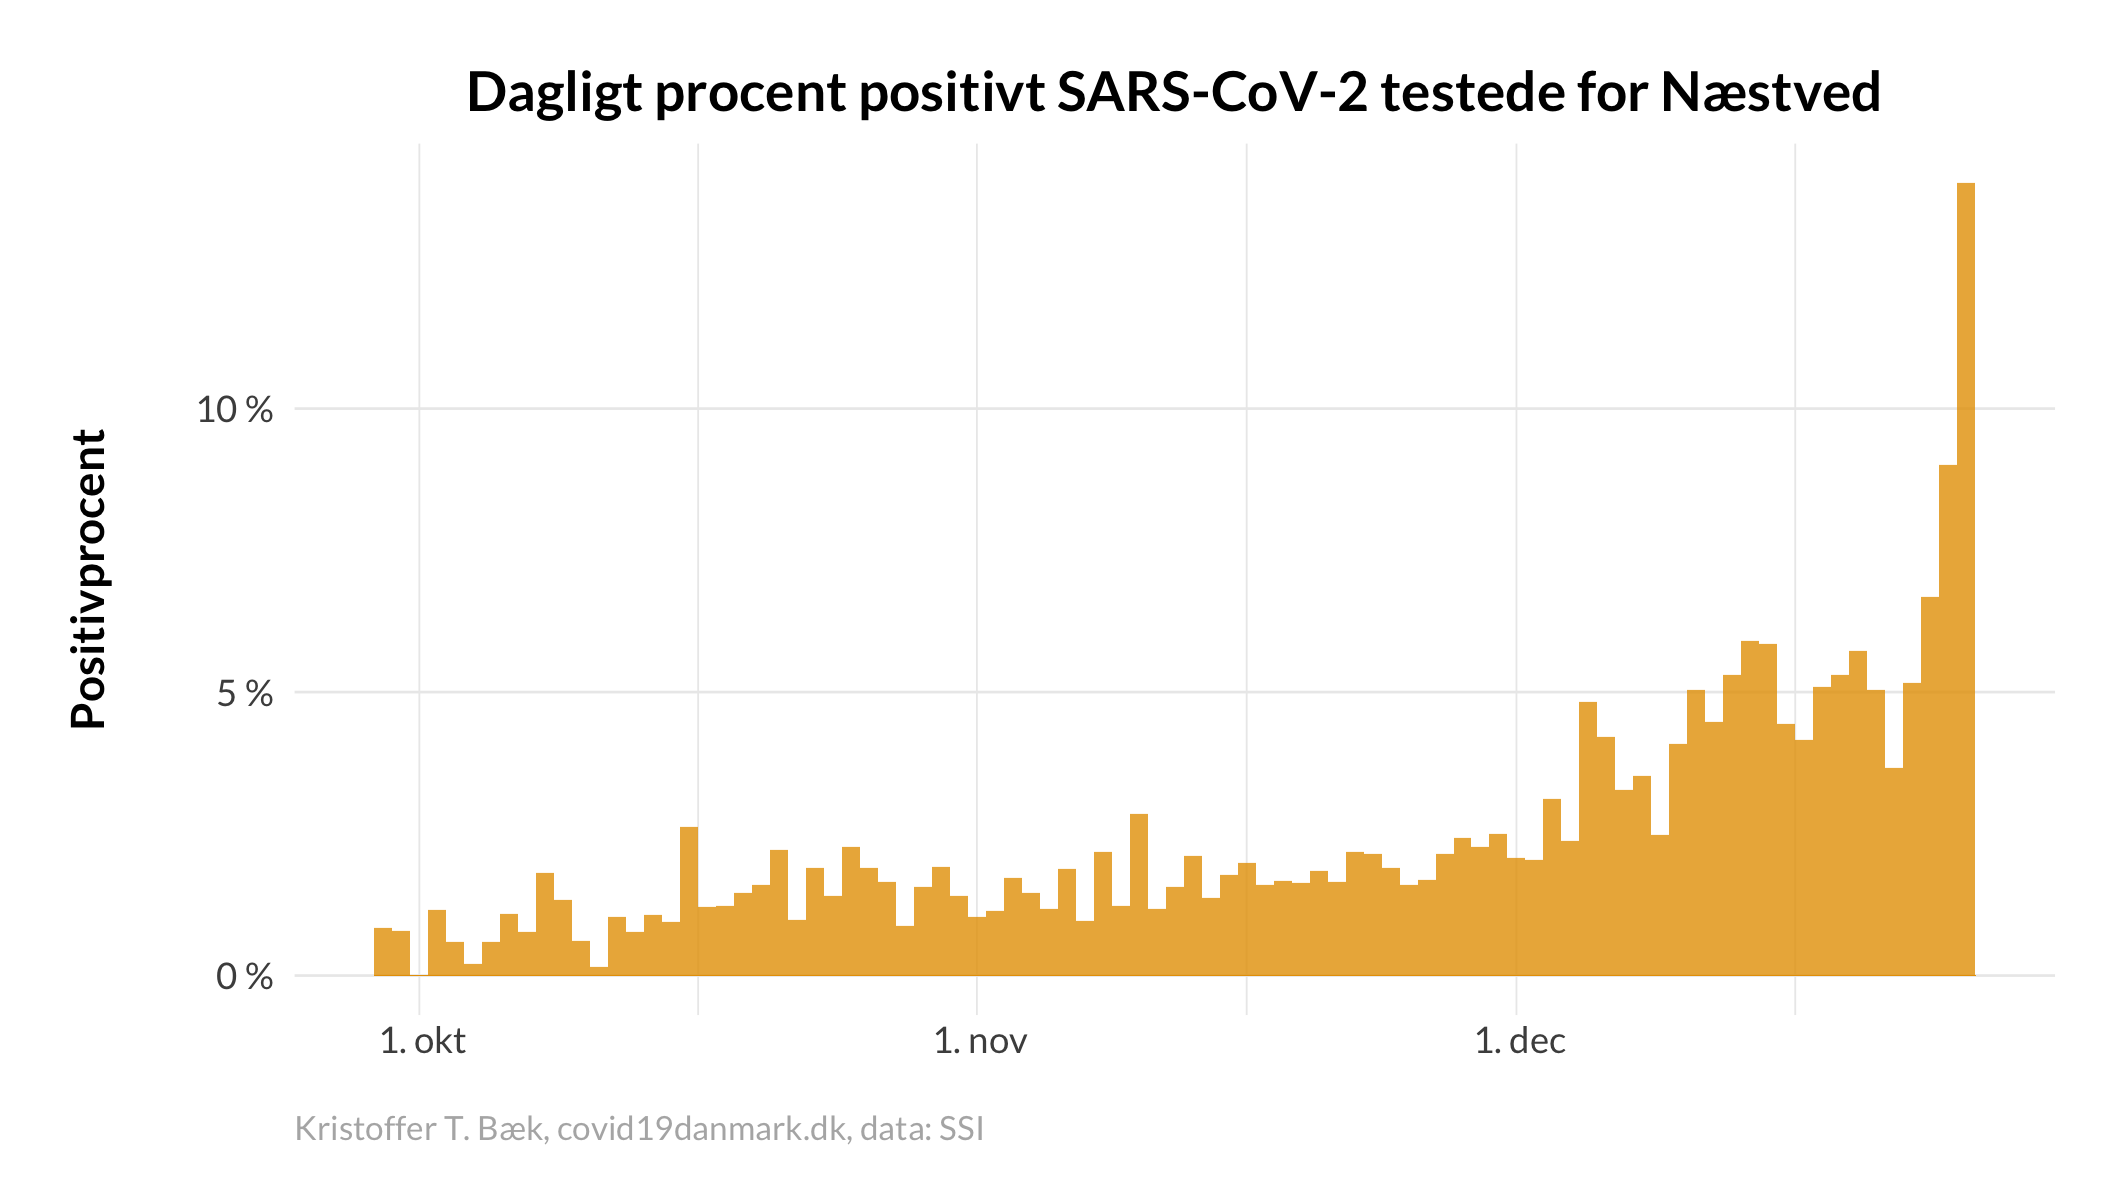 Dagligt procent positivt SARS-CoV-2 testede for Næstved
Positivprocent
10 %
5 %
0 %
1. okt
1. nov
1. dec
Kristoffer T. Bæk, covid19danmark.dk, data: SSI